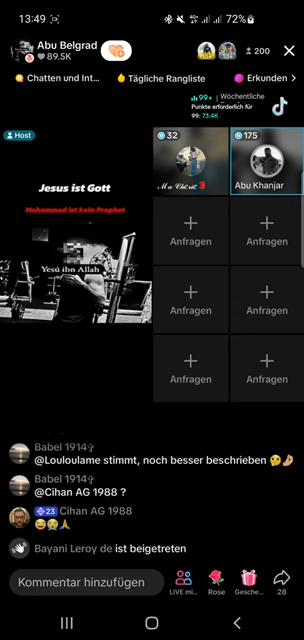 13:49
72%
Abu Belgrad
89.5K
200
Chatten und Int...
Tägliche Rangliste
Erkunden >
99+ | Wöchentliche
Punkte erforderlich für
99: 73.4K
Host
32
175
Jesus ist Gott
Mohammad ist kein Prophet
Yesú ibn Allah
Abu Khanjar
Anfragen
Anfragen
Anfragen
Anfragen
Anfragen
Anfragen
Babel 1914
@Louloulame stimmt, noch besser beschrieben
Babel 1914
@Cihan AG 1988 ?
23 Cihan AG 1988
Bayani Leroy de ist beigetreten
Kommentar hinzufügen
LIVE mi...
Rose
Gesche...
28